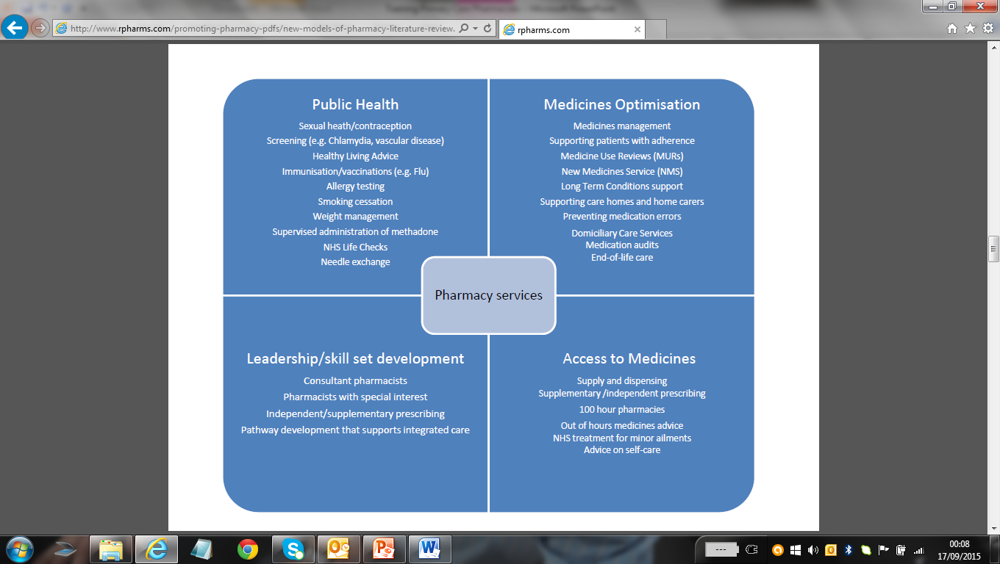 http://www.rpharms.com/promoting-pharmacy-pdfs/new-models-of-pharmacy-literature-review.
rpharms.com
Public Health
Sexual heath/contraception
Screening (e.g. Chlamydia, vascular disease)
Healthy Living Advice
Immunisation/vaccinations (e.g. Flu)
Allergy testing
Smoking cessation
Weight management
Supervised administration of methadone
NHS Life Checks
Needle exchange
Medicines Optimisation
Medicines management
Supporting patients with adherence
Medicine Use Reviews (MURs)
New Medicines Service (NMS)
Long Term Conditions support
Supporting care homes and home carers
Preventing medication errors
Domiciliary Care Services
Medication audits
End-of-life care
Pharmacy services
Leadership/skill set development
Consultant pharmacists
Pharmacists with special interest
Independent/supplementary prescribing
Pathway development that supports integrated care
Access to Medicines
Supply and dispensing
Supplementary /independent prescribing
100 hour pharmacies
Out of hours medicines advice
NHS treatment for minor ailments
Advice on self-care
00:08
17/09/2015